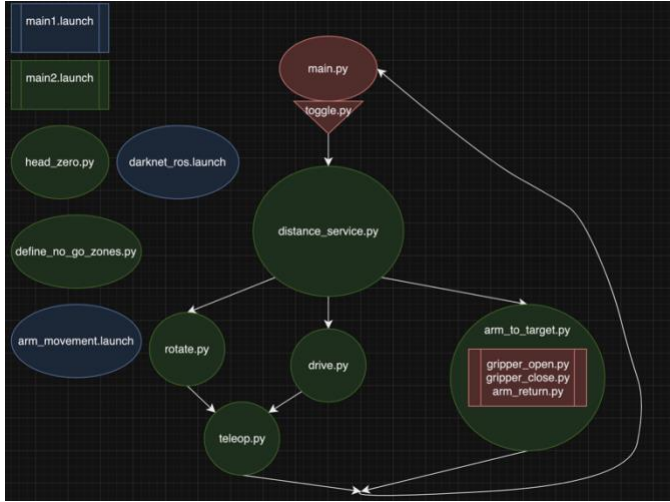 main1.launch
main2.launch
main.py
toggle.py
head_zero.py
darknet_ros.launch
distance_service.py
define_no_go_zones.py
arm_movement.launch
rotate.py
drive.py
arm_to_target.py
gripper_open.py
gripper_close.py
arm_return.py
teleop.py